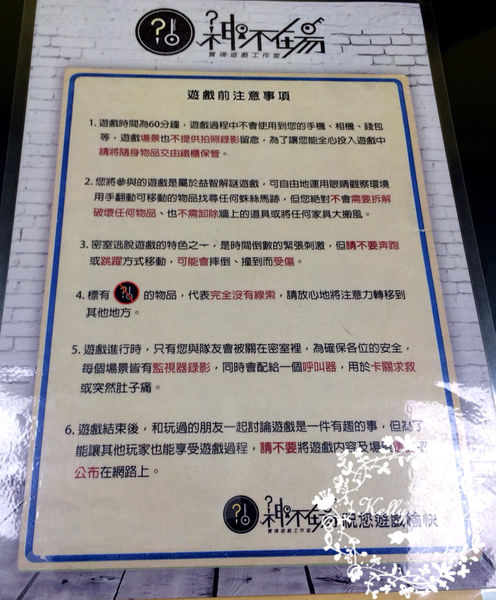 神不在場
實境遊戲工作室
遊戲前注意事項
1. 遊戲時間為60分鐘，遊戲過程中不會使用到您的手機、相機、錢包
等，遊戲場景也不提供拍照錄影留念，為了讓您能全心投入遊戲中
請將隨身物品交由鐵櫃保管。
2. 您將參與的遊戲是屬於益智解謎遊戲，可自由地運用眼睛觀察環境
用手翻動可移動的物品找尋任何蛛絲馬跡，但您絕對不會需要拆解
破壞任何物品、也不需卸除牆上的道具或將任何家具大搬風。
3. 密室逃脫遊戲的特色之一，是時間倒數的緊張刺激，但請不要奔跑
或跳躍方式移動，可能會摔倒、撞到而受傷。
4. 標有 的物品，代表完全沒有線索，請放心地將注意力轉移到
其他地方。
5. 遊戲進行時，只有您與隊友會被關在密室裡，為確保各位的安全，
每個場景皆有監視器錄影，同時會配給一個呼叫器，用於卡關求救
或突然肚子痛。
6. 遊戲結束後，和玩過的朋友一起討論遊戲是一件有趣的事，但為了
能讓其他玩家也能享受遊戲過程，請不要將遊戲內容及場
公布在網路上。
神不在場 祝您遊戲愉快
實境遊戲工作室
Kelly